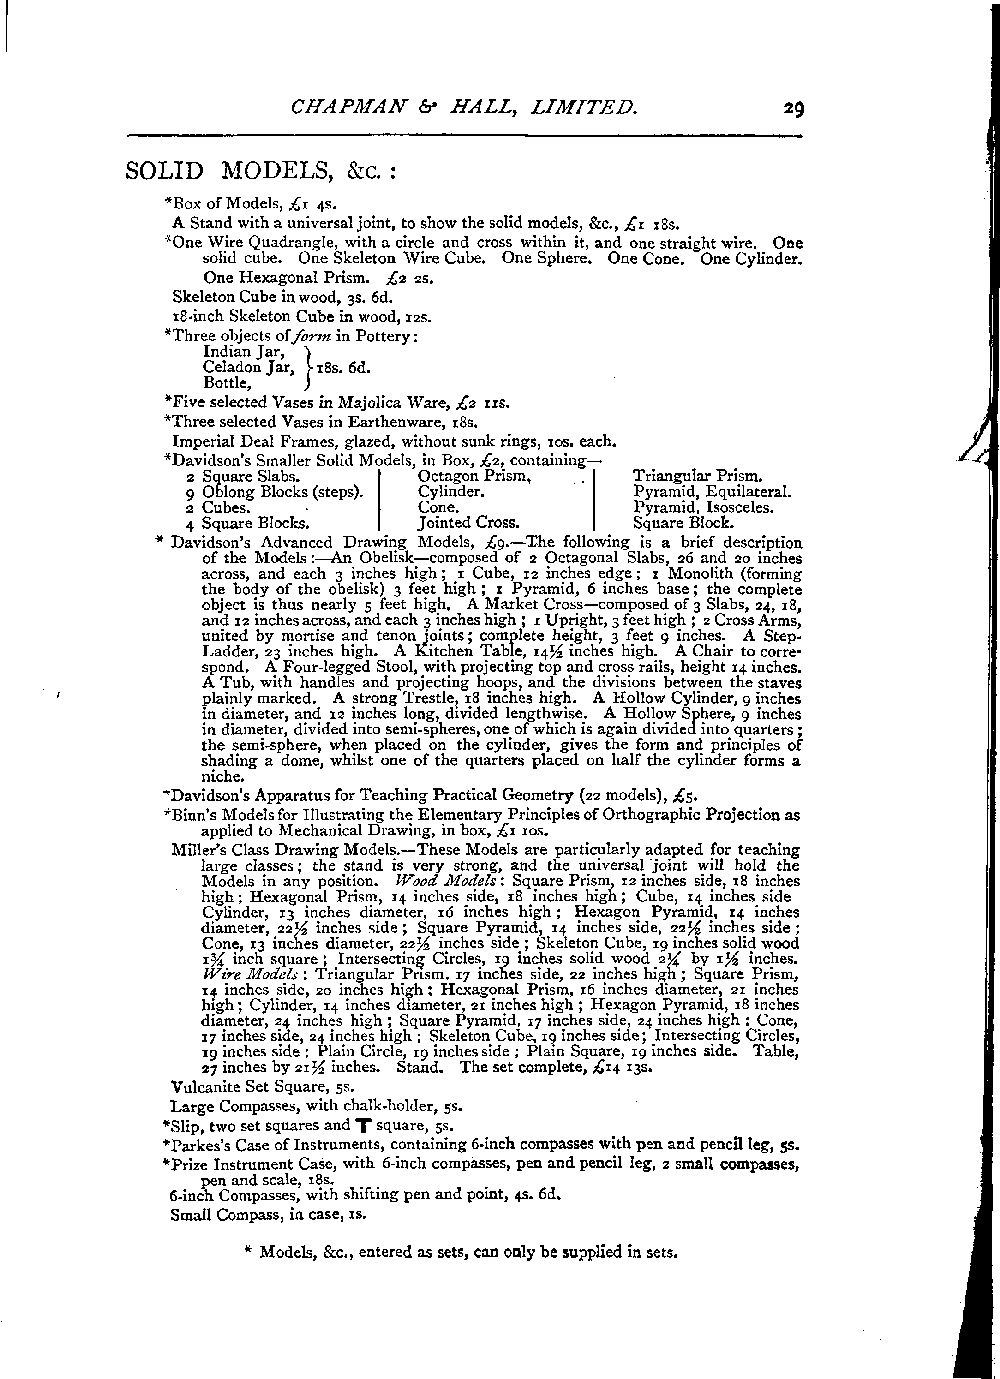 CHAPMAN & HALL, LIMITED. 29
SOLID MODELS, &c. :
*Box of Models, £1 4s.
A Stand with a universal joint, to show the solid models, &c., £1 18s.
*One Wire Quadrangle, with a circle and cross within it, and one straight wire. One
solid cube. One Skeleton Wire Cube. One Sphere. One Cone. One Cylinder.
One Hexagonal Prism. £2 2s.
Skeleton Cube in wood, 3s. 6d.
18-inch Skeleton Cube in wood, 12s.
*Three objects of form in Pottery:
Indian Jar,
Celadon Jar, } 18s. 6d.
Bottle,
*Five selected Vases in Majolica Ware, £2 11s.
*Three selected Vases in Earthenware, 18s.
Imperial Deal Frames, glazed, without sunk rings, 10s. each.
*Davidson's Smaller Solid Models, in Box, £2, containing—
2 Square Slabs. Octagon Prism, Triangular Prism.
9 Oblong Blocks (steps). Cylinder. Pyramid, Equilateral.
2 Cubes. Cone. Pyramid, Isosceles.
4 Square Blocks. Jointed Cross. Square Block.
* Davidson's Advanced Drawing Models, £9.—The following is a brief description
of the Models :—An Obelisk—composed of 2 Octagonal Slabs, 26 and 20 inches
across, and each 3 inches high ; 1 Cube, 12 inches edge ; 1 Monolith (forming
the body of the obelisk) 3 feet high ; 1 Pyramid, 6 inches base ; the complete
object is thus nearly 5 feet high. A Market Cross—composed of 3 Slabs, 24, 18,
and 12 inches across, and each 3 inches high ; 1 Upright, 3 feet high ; 2 Cross Arms,
united by mortise and tenon joints ; complete height, 3 feet 9 inches. A Step-
Ladder, 23 inches high. A Kitchen Table, 14½ inches high. A Chair to corre-
spond. A Four-legged Stool, with projecting top and cross rails, height 14 inches.
A Tub, with handles and projecting hoops, and the divisions between the staves
plainly marked. A strong Trestle, 18 inches high. A Hollow Cylinder, 9 inches
in diameter, and 12 inches long, divided lengthwise. A Hollow Sphere, 9 inches
in diameter, divided into semi-spheres, one of which is again divided into quarters ;
the semi-sphere, when placed on the cylinder, gives the form and principles of
shading a dome, whilst one of the quarters placed on half the cylinder forms a
niche.
*Davidson's Apparatus for Teaching Practical Geometry (22 models), £5.
*Binn's Models for Illustrating the Elementary Principles of Orthographic Projection as
applied to Mechanical Drawing, in box, £1 10s.
Miller's Class Drawing Models.—These Models are particularly adapted for teaching
large classes ; the stand is very strong, and the universal joint will hold the
Models in any position. Wood Models : Square Prism, 12 inches side, 18 inches
high ; Hexagonal Prism, 14 inches side, 18 inches high ; Cube, 14 inches side
Cylinder, 13 inches diameter, 16 inches high ; Hexagon Pyramid, 14 inches
diameter, 22½ inches side ; Square Pyramid, 14 inches side, 22½ inches side ;
Cone, 13 inches diameter, 22½ inches side ; Skeleton Cube, 19 inches solid wood
1¾ inch square ; Intersecting Circles, 19 inches solid wood 2¼ by 1½ inches.
Wire Models : Triangular Prism. 17 inches side, 22 inches high ; Square Prism,
14 inches side, 20 inches high ; Hexagonal Prism, 16 inches diameter, 21 inches
high ; Cylinder, 14 inches diameter, 21 inches high ; Hexagon Pyramid, 18 inches
diameter, 24 inches high ; Square Pyramid, 17 inches side, 24 inches high ; Cone,
17 inches side, 24 inches high ; Skeleton Cube, 19 inches side ; Intersecting Circles,
19 inches side ; Plain Circle, 19 inches side ; Plain Square, 19 inches side. Table,
27 inches by 21½ inches. Stand. The set complete, £14 13s.
Vulcanite Set Square, 5s.
Large Compasses, with chalk-holder, 5s.
*Slip, two set squares and T square, 5s.
*Parkes's Case of Instruments, containing 6-inch compasses with pen and pencil leg, 5s.
*Prize Instrument Case, with 6-inch compasses, pen and pencil leg, 2 small compasses,
pen and scale, 18s.
6-inch Compasses, with shifting pen and point, 4s. 6d.
Small Compass, in case, 1s.
* Models, &c., entered as sets, can only be supplied in sets.